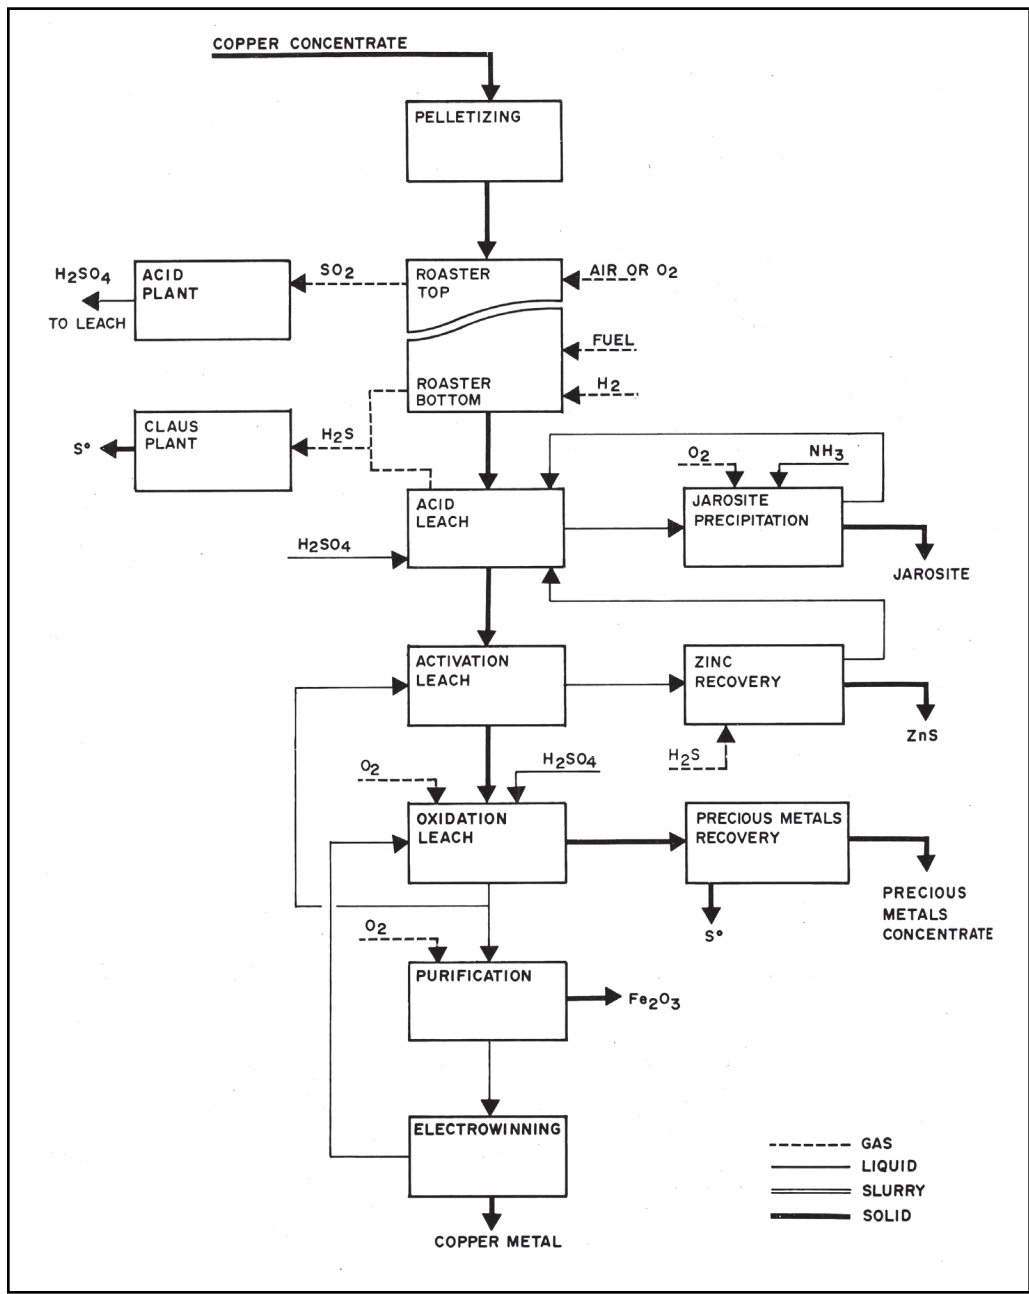 COPPER CONCENTRATE
PELLETIZING
H2SO4
TO LEACH
ACID
PLANT
SO2
ROASTER
TOP
AIR OR O2
FUEL
ROASTER
BOTTOM
H2
S°
CLAUS
PLANT
H2S
O2
NH3
ACID
LEACH
JAROSITE
PRECIPITATION
H2SO4
JAROSITE
ACTIVATION
LEACH
ZINC
RECOVERY
ZnS
H2S
O2
H2SO4
OXIDATION
LEACH
PRECIOUS METALS
RECOVERY
PRECIOUS
METALS
CONCENTRATE
S°
O2
PURIFICATION
Fe2O3
ELECTROWINNING
COPPER METAL
GAS
LIQUID
SLURRY
SOLID